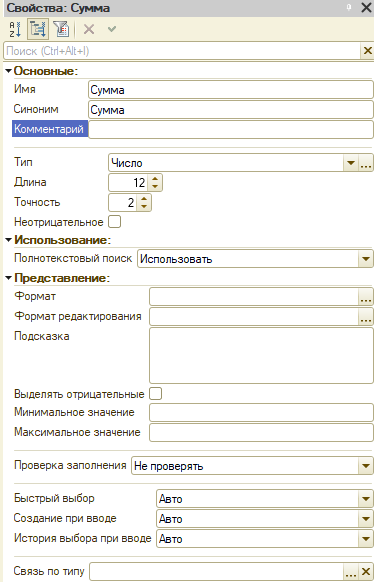 Свойства: Сумма
Поиск (Ctrl+Alt+I)
Основные:
Имя Сумма
Синоним Сумма
Комментарий
Тип Число
Длина 12
Точность 2
Неотрицательное
Использование:
Полнотекстовый поиск Использовать
Представление:
Формат
Формат редактирования
Подсказка
Выделять отрицательные
Минимальное значение
Максимальное значение
Проверка заполнения Не проверять
Быстрый выбор Авто
Создание при вводе Авто
История выбора при вводе Авто
Связь по типу